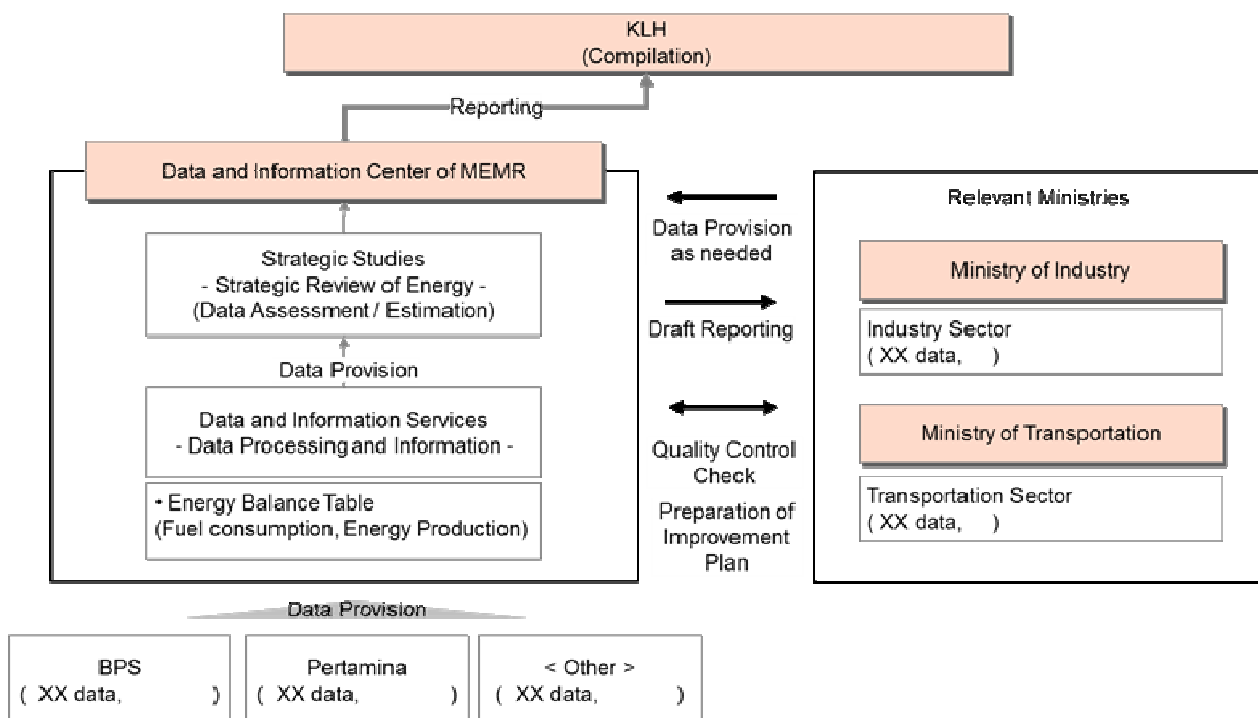 KLH
(Compilation)
Reporting
Data and Information Center of MEMR
Strategic Studies
- Strategic Review of Energy -
(Data Assessment / Estimation)
Data Provision
Data and Information Services
- Data Processing and Information -
• Energy Balance Table
(Fuel consumption, Energy Production)
Data Provision
as needed
Draft Reporting
Quality Control
Check
Preparation of
Improvement
Plan
Relevant Ministries
Ministry of Industry
Industry Sector
( XX data,    )
Ministry of Transportation
Transportation Sector
( XX data,    )
Data Provision
BPS
( XX data,    )
Pertamina
( XX data,    )
< Other >
( XX data,    )